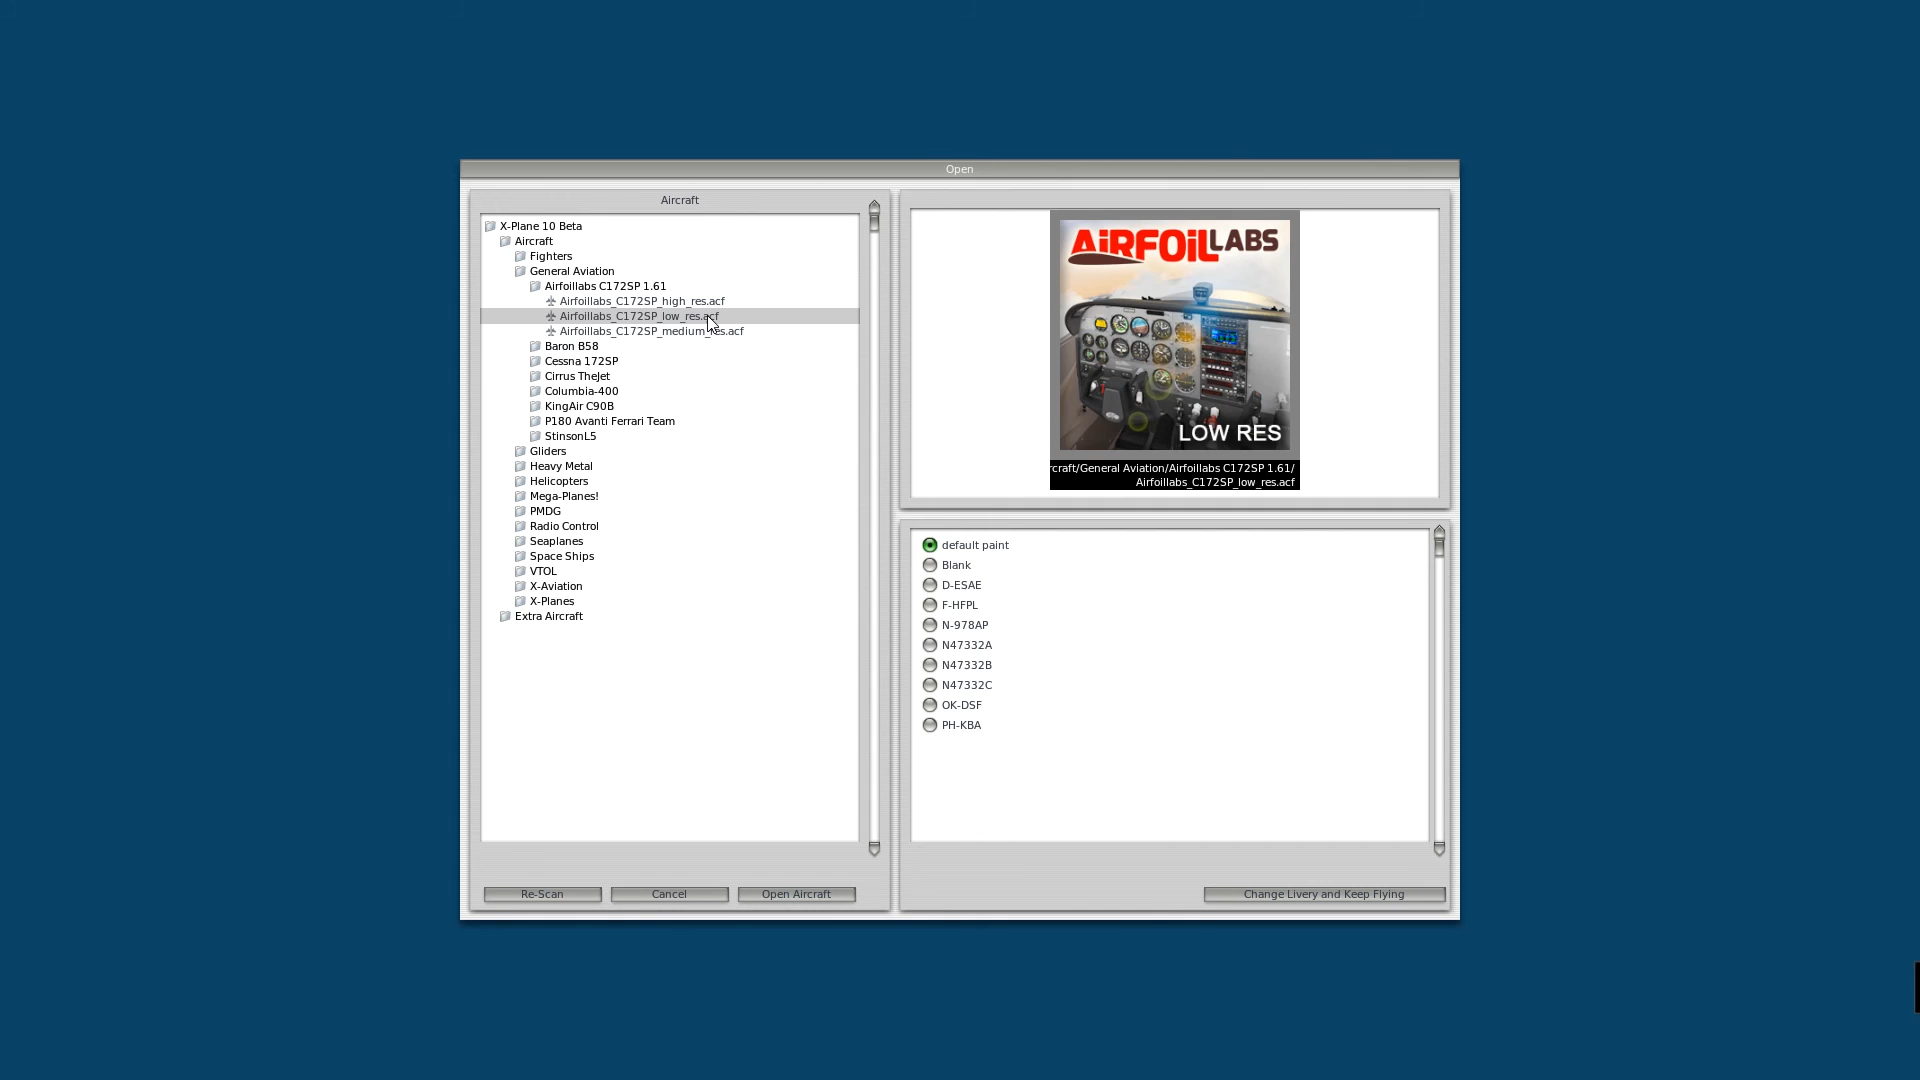 Open
Aircraft
X-Plane 10 Beta
Aircraft
Fighters
General Aviation
Airfoillabs C172SP 1.61
Airfoillabs_C172SP_high_res.acf
Airfoillabs_C172SP_low_res.acf
Airfoillabs_C172SP_medium_res.acf
Baron B58
Cessna 172SP
Cirrus TheJet
Columbia-400
KingAir C90B
P180 Avanti Ferrari Team
StinsonL5
Gliders
Heavy Metal
Helicopters
Mega-Planes!
PMDG
Radio Control
Seaplanes
Space Ships
VTOL
X-Aviation
X-Planes
Extra Aircraft
Re-Scan
Cancel
Open Aircraft
AIRFOILLABS
LOW RES
rcraft/General Aviation/Airfoillabs C172SP 1.61/
Airfoillabs_C172SP_low_res.acf
default paint
Blank
D-ESAE
F-HFPL
N-978AP
N47332A
N47332B
N47332C
OK-DSF
PH-KBA
Change Livery and Keep Flying